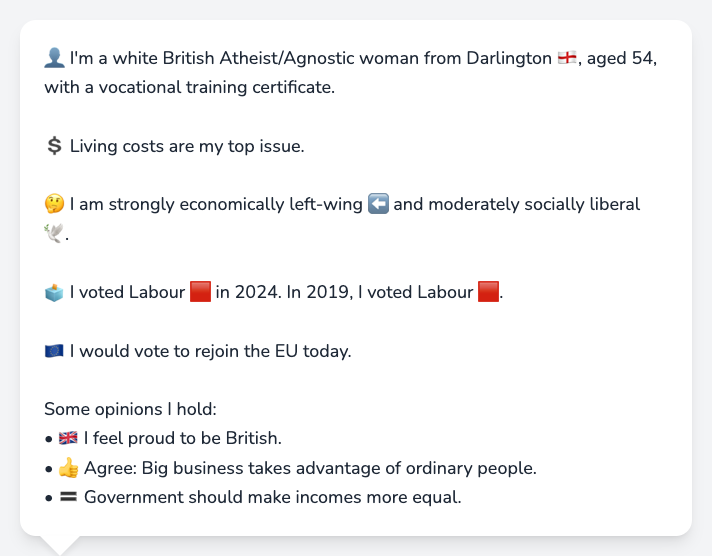 👤 I'm a white British Atheist/Agnostic woman from Darlington 🏴󠁧󠁢󠁥󠁮󠁧󠁿, aged 54,
with a vocational training certificate.
💲 Living costs are my top issue.
🤔 I am strongly economically left-wing ⬅️ and moderately socially liberal
🕊️.
🗳️ I voted Labour 🟥 in 2024. In 2019, I voted Labour 🟥.
🇪🇺 I would vote to rejoin the EU today.
Some opinions I hold:
• 🇬🇧 I feel proud to be British.
• 👍 Agree: Big business takes advantage of ordinary people.
• 🟰 Government should make incomes more equal.